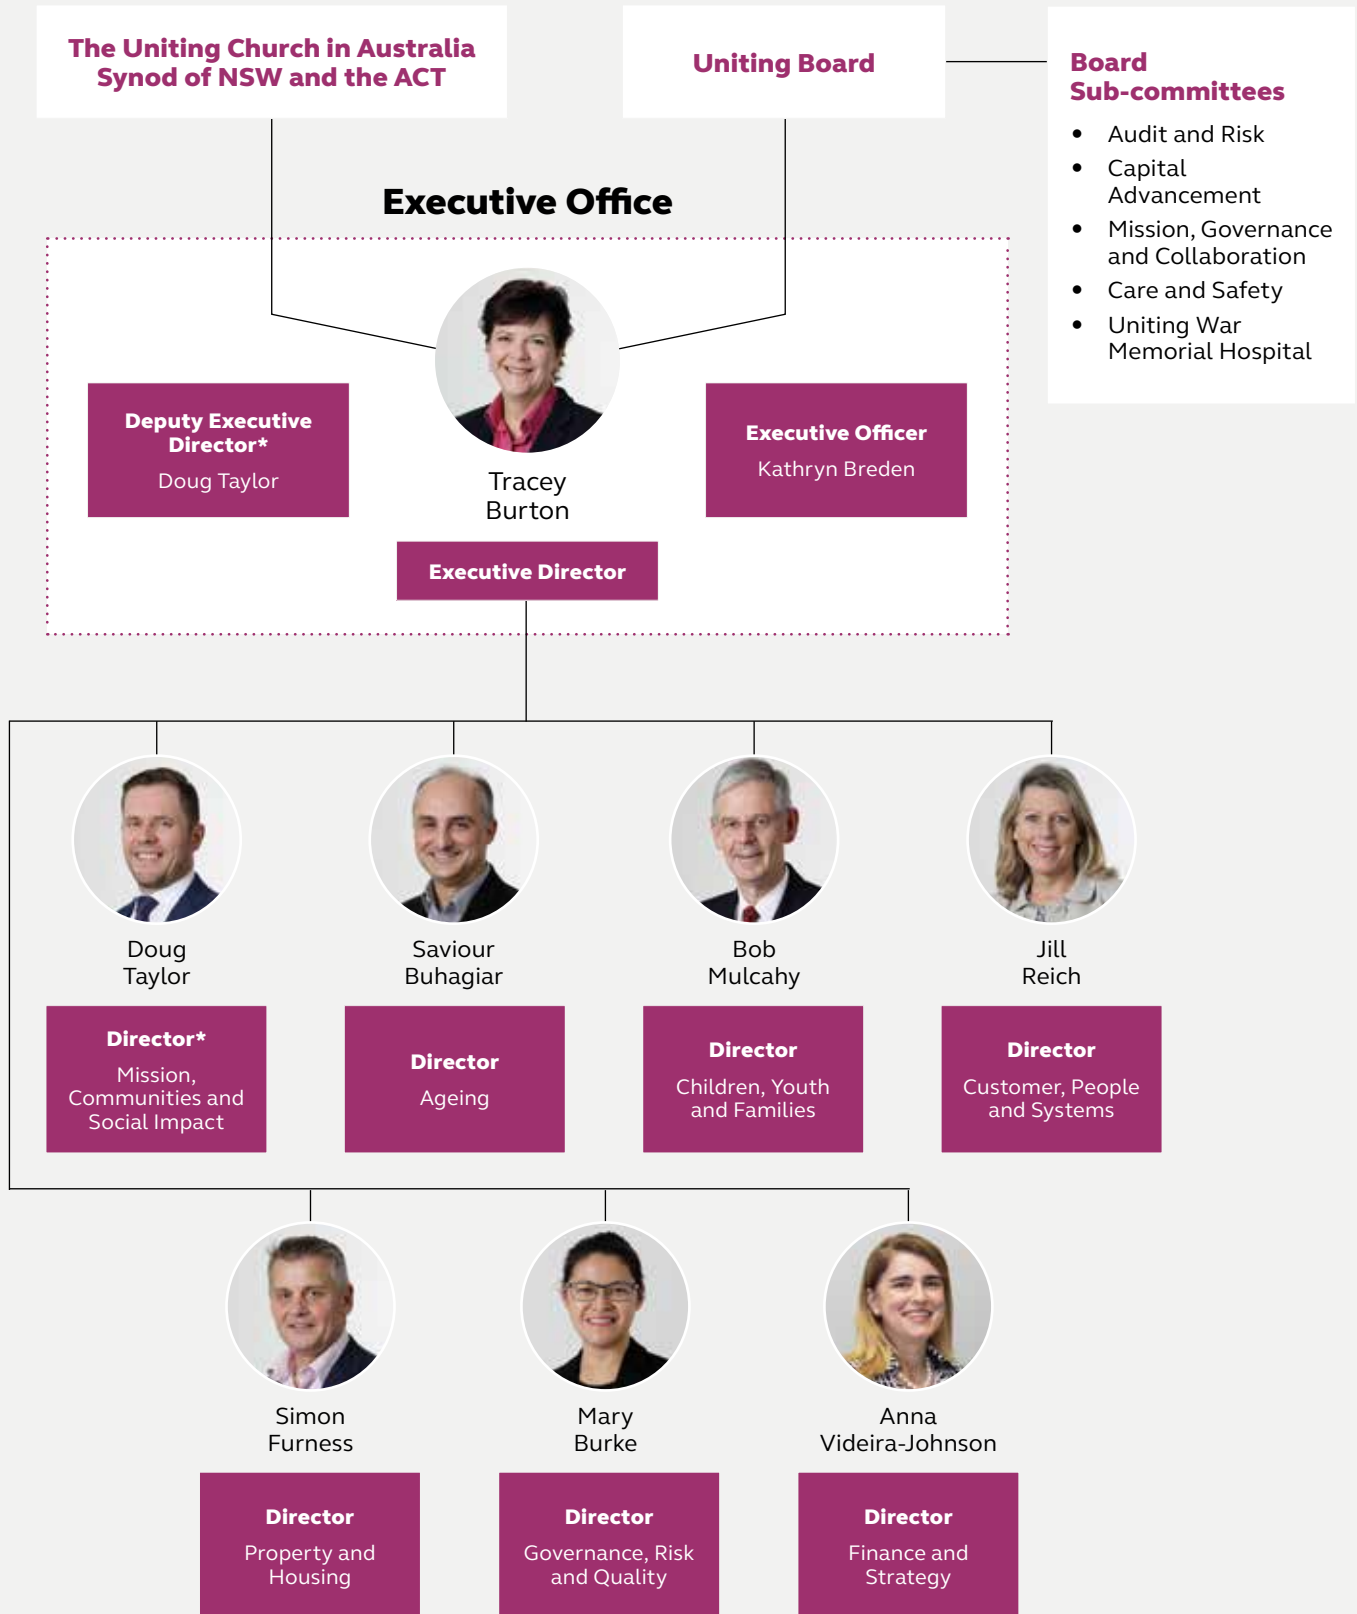 The Uniting Church in Australia
Synod of NSW and the ACT
Uniting Board
Board
Sub-committees
• Audit and Risk
• Capital
Advancement
• Mission, Governance
and Collaboration
• Care and Safety
• Uniting War
Memorial Hospital
Executive Office
Deputy Executive
Director*
Doug Taylor
Tracey
Burton
Executive Director
Executive Officer
Kathryn Breden
Doug
Taylor
Director*
Mission,
Communities and
Social Impact
Saviour
Buhagiar
Director
Ageing
Bob
Mulcahy
Director
Children, Youth
and Families
Jill
Reich
Director
Customer, People
and Systems
Simon
Furness
Director
Property and
Housing
Mary
Burke
Director
Governance, Risk
and Quality
Anna
Videira-Johnson
Director
Finance and
Strategy